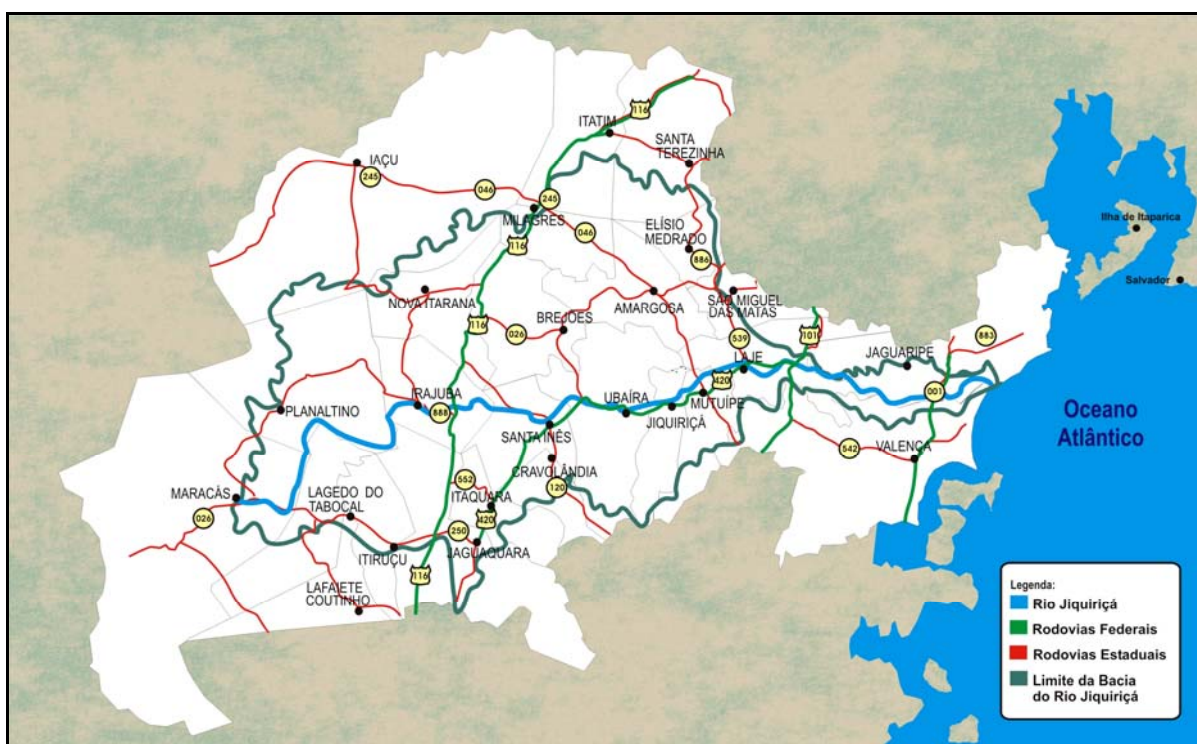 116
ITATIM
SANTA
TEREZINHA
IAÇU
245
046
245
MILAGRES
046
ELÍSIO
MEDRADO
886
116
Ilha de Itaparica
Salvador
NOVA ITARANA
AMARGOSA
SÃO MIGUEL
DAS MATAS
BREJÕES
116
026
539
101
883
LAJE
JAGUARIPE
420
001
IRAJUBA
888
UBAÍRA
MUTUÍPE
JIQUIRIÇÁ
PLANALTINO
SANTA INÊS
Oceano
Atlântico
542
VALENÇA
CRAVOLÂNDIA
120
552
ITAQUARA
420
MARACÁS
026
LAGEDO DO
TABOCAL
250
ITIRUÇU
JAGUAQUARA
116
LAFAIETE
COUTINHO
Legenda:
Rio Jiquiriçá
Rodovias Federais
Rodovias Estaduais
Limite da Bacia
do Rio Jiquiriçá